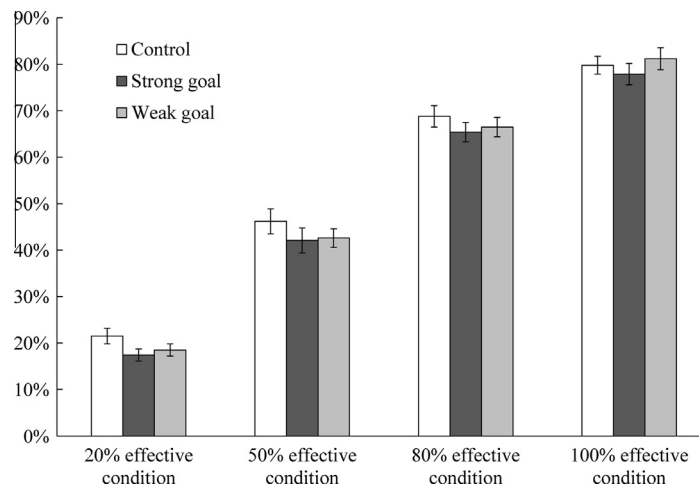 90%
80%
70%
60%
50%
40%
30%
20%
10%
0%
Control
Strong goal
Weak goal
20% effective
condition
50% effective
condition
80% effective
condition
100% effective
condition